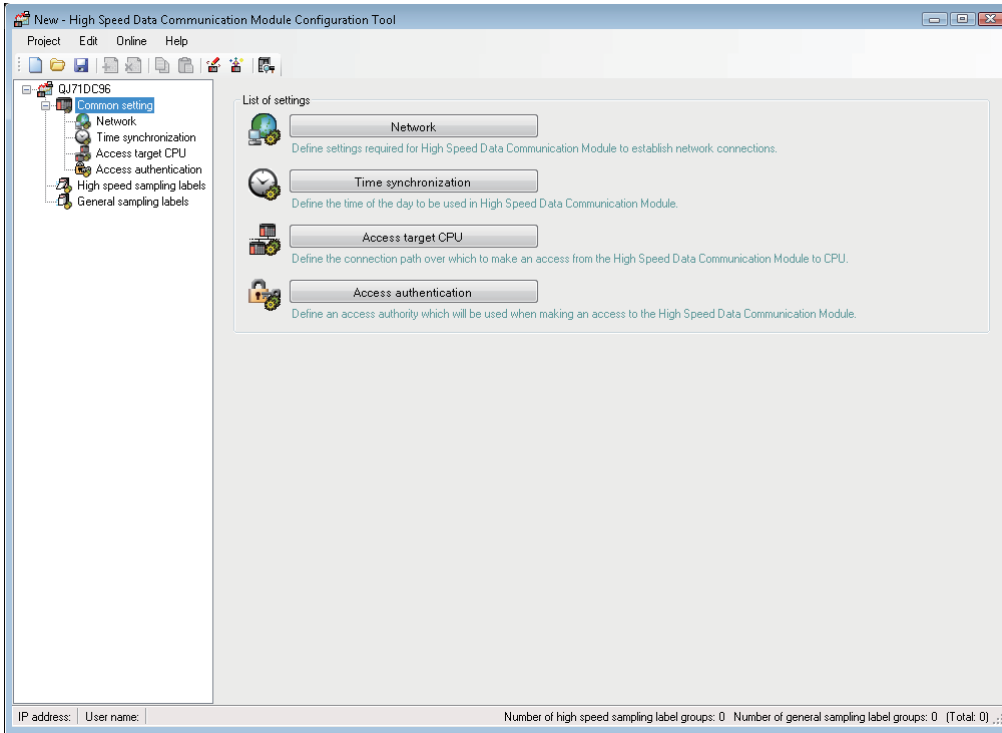 New - High Speed Data Communication Module Configuration Tool
Project Edit Online Help
QJ71DC96
Common setting
Network
Time synchronization
Access target CPU
Access authentication
High speed sampling labels
General sampling labels
List of settings
Network
Define settings required for High Speed Data Communication Module to establish network connections.
Time synchronization
Define the time of the day to be used in High Speed Data Communication Module.
Access target CPU
Define the connection path over which to make an access from the High Speed Data Communication Module to CPU.
Access authentication
Define an access authority which will be used when making an access to the High Speed Data Communication Module.
IP address: User name: Number of high speed sampling label groups: 0 Number of general sampling label groups: 0 (Total: 0)